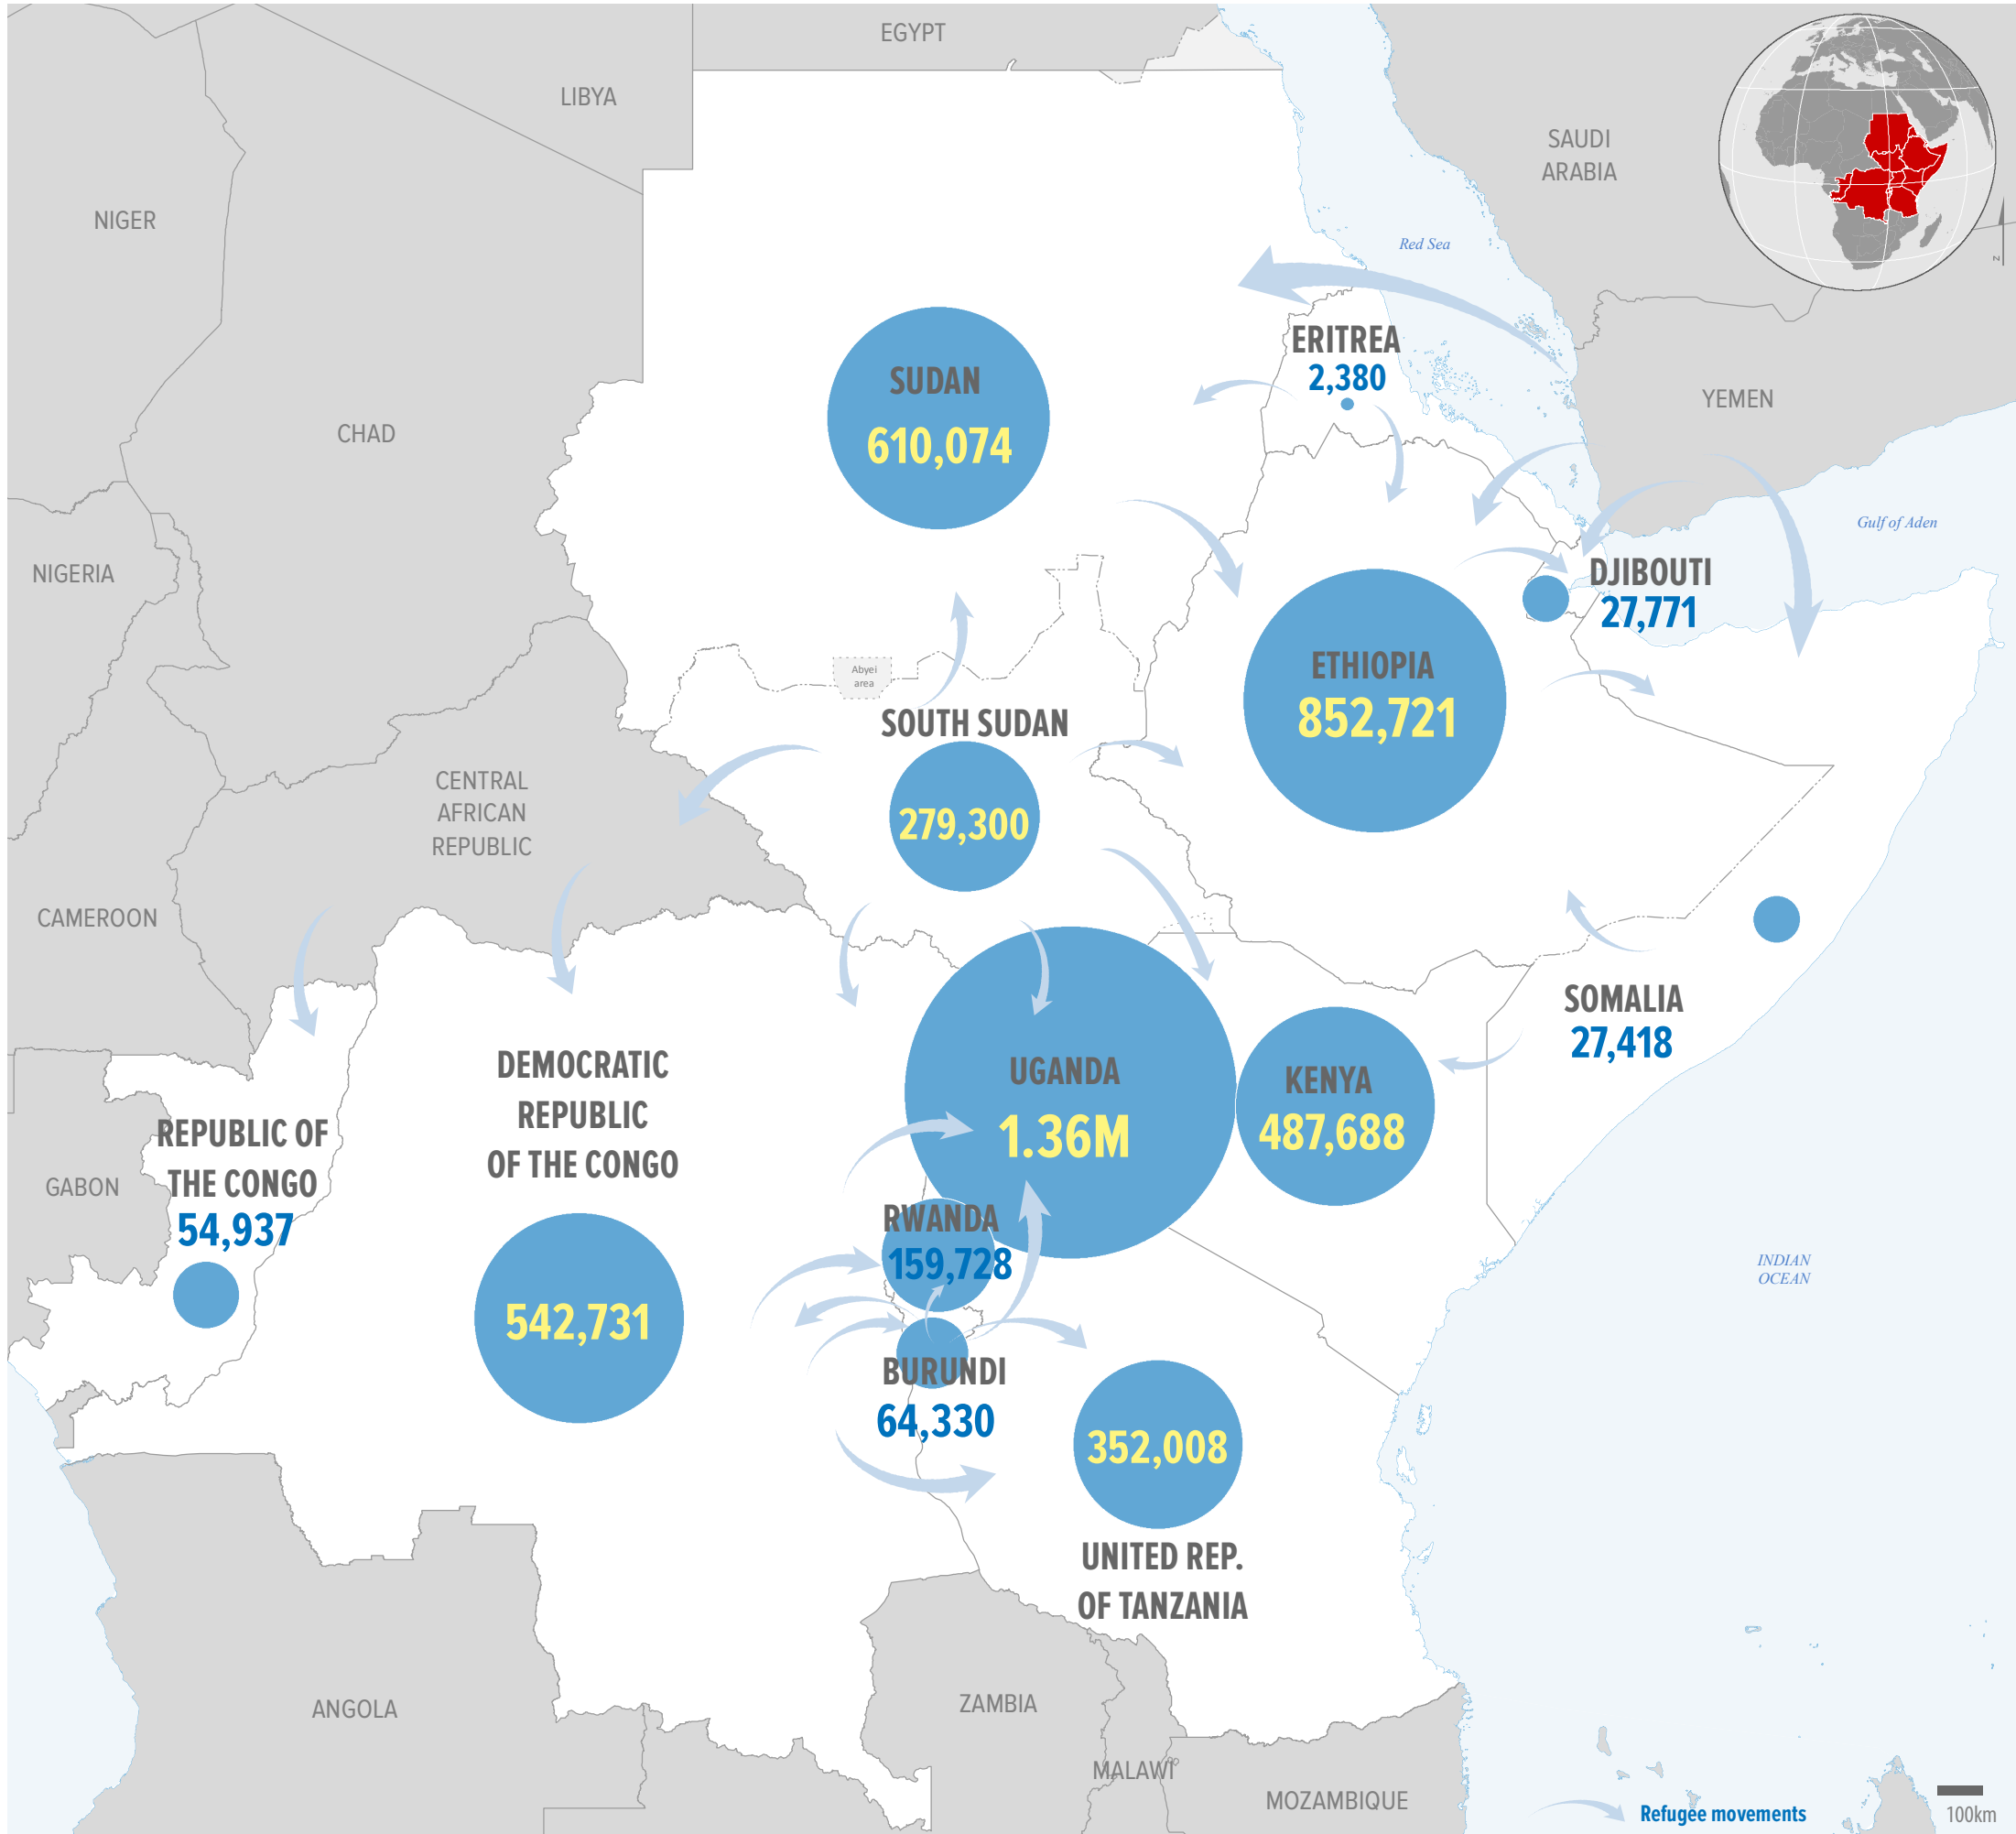 EGYPT
LIBYA
SAUDI
ARABIA
NIGER
Red Sea
N
ERITREA
2,380
SUDAN
610,074
YEMEN
CHAD
Gulf of Aden
NIGERIA
DJIBOUTI
27,771
ETHIOPIA
852,721
Abyei
area
SOUTH SUDAN
279,300
CENTRAL
AFRICAN
REPUBLIC
CAMEROON
SOMALIA
27,418
DEMOCRATIC
REPUBLIC
OF THE CONGO
542,731
UGANDA
1.36M
KENYA
487,688
REPUBLIC OF
THE CONGO
54,937
GABON
RWANDA
159,728
INDIAN
OCEAN
BURUNDI
64,330
352,008
UNITED REP.
OF TANZANIA
ANGOLA
ZAMBIA
MALAWI
MOZAMBIQUE
Refugee movements
100km